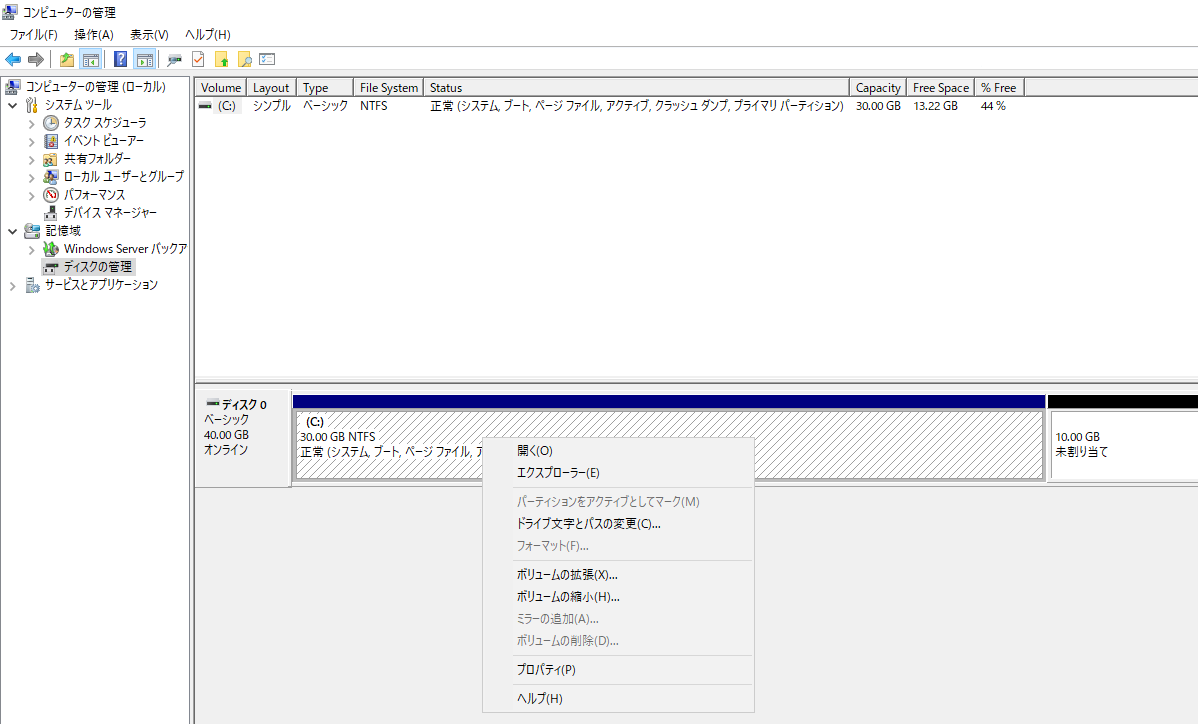 コンピューターの管理
ファイル(F) 操作(A) 表示(V) ヘルプ(H)
コンピューターの管理 (ローカル)
システム ツール
タスク スケジューラ
イベント ビューアー
共有フォルダー
ローカル ユーザーとグループ
パフォーマンス
デバイス マネージャー
記憶域
Windows Server バックア
ディスクの管理
サービスとアプリケーション
Volume Layout Type File System Status Capacity Free Space % Free
(C:) シンプル ベーシック NTFS 正常 (システム, ブート, ページ ファイル, アクティブ, クラッシュ ダンプ, プライマリ パーティション) 30.00 GB 13.22 GB 44 %
ディスク 0
ベーシック
40.00 GB
オンライン
(C:)
30.00 GB NTFS
正常 (システム, ブート, ページ ファイル, ア
10.00 GB
未割り当て
開く(O)
エクスプローラー(E)
パーティションをアクティブとしてマーク(M)
ドライブ文字とパスの変更(C)...
フォーマット(F)...
ボリュームの拡張(X)...
ボリュームの縮小(H)...
ミラーの追加(A)...
ボリュームの削除(D)...
プロパティ(P)
ヘルプ(H)